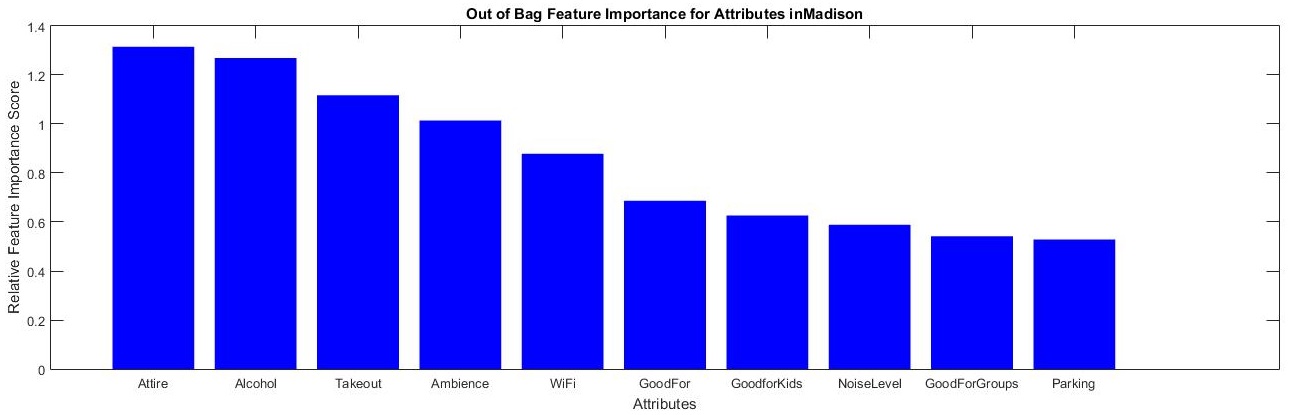 Out of Bag Feature Importance for Attributes inMadison
Relative Feature Importance Score
1.4
1.2
1
0.8
0.6
0.4
0.2
0
Attire Alcohol Takeout Ambience WiFi GoodFor GoodforKids NoiseLevel GoodForGroups Parking
Attributes